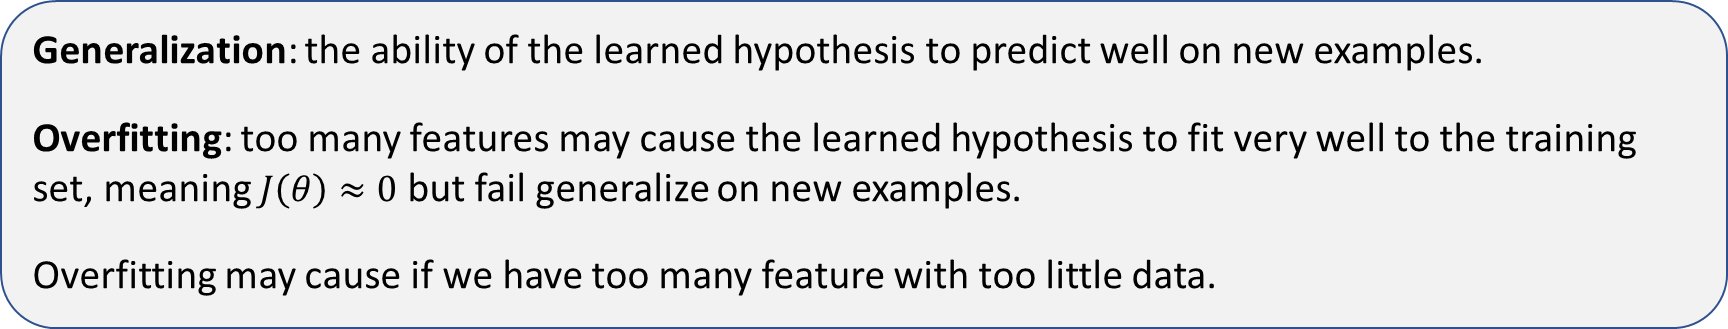 Generalization: the ability of the learned hypothesis to predict well on new examples.
Overfitting: too many features may cause the learned hypothesis to fit very well to the training
set, meaning J(θ) ≈ 0 but fail generalize on new examples.
Overfitting may cause if we have too many feature with too little data.